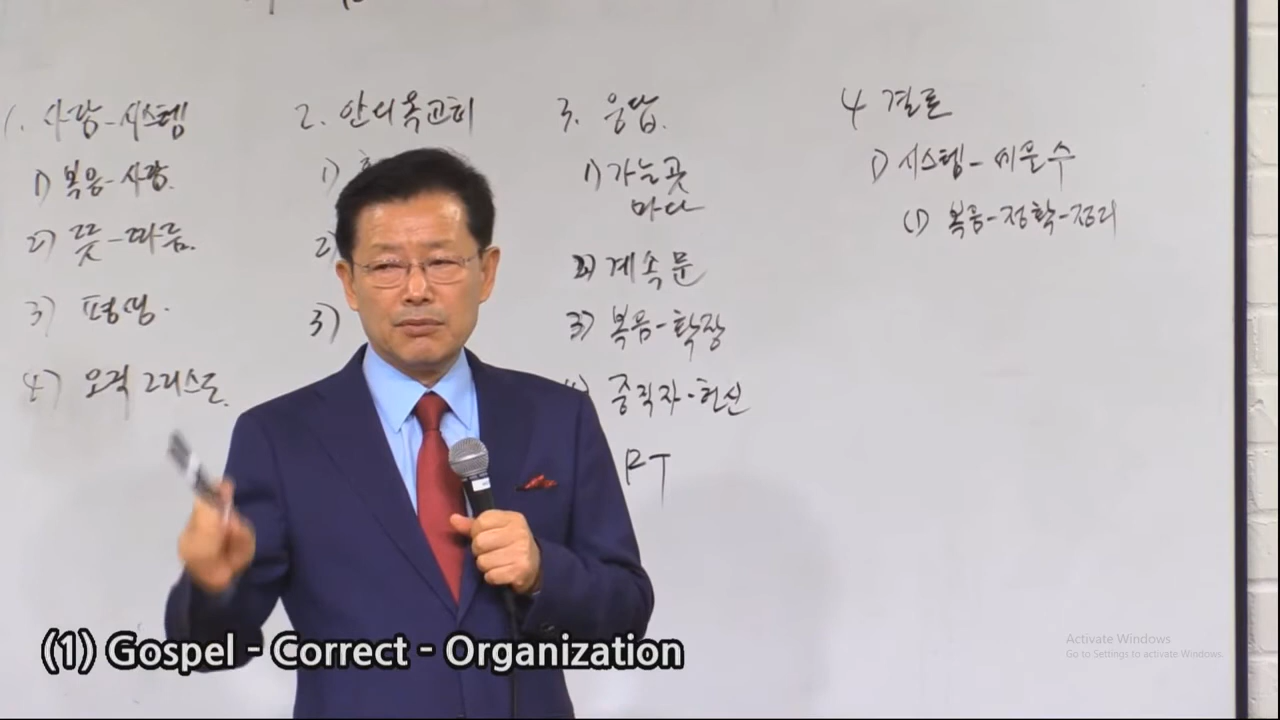 1. 사랑-시스템
1) 복음-사랑.
2) 뜻-따름.
3) 평생.
4) 오직 그리스도.
2. 안디옥교회
1)
2)
3)
3. 응답.
1) 가는곳
마다
2) 계속 문
3) 복음-확장
중직자-헌신
RT
4 결론
1) 시스템-세운 수
(1) 복음-정확-정리
(1) Gospel - Correct - Organization
Activate Windows
Go to Settings to activate Windows.